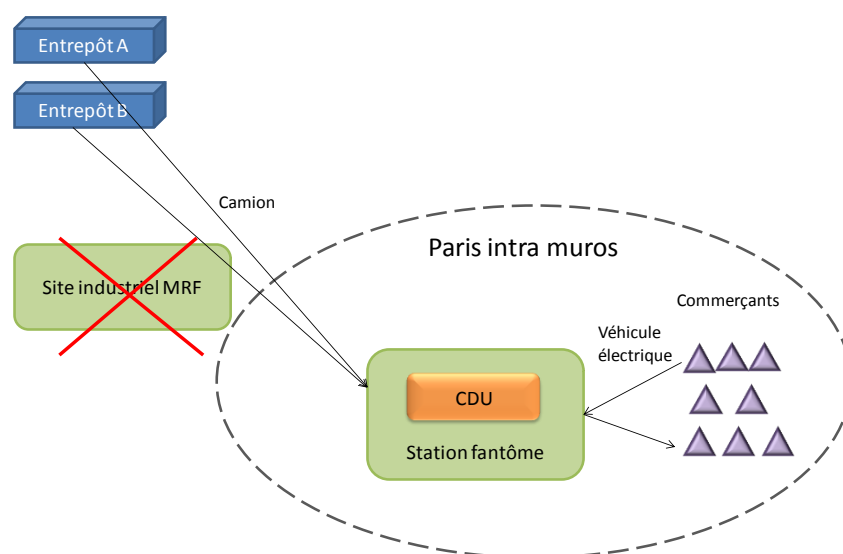 Entrepôt A
Entrepôt B
Camion
Paris intra muros
Site industriel MRF
Commerçants
Véhicule
électrique
CDU
Station fantôme